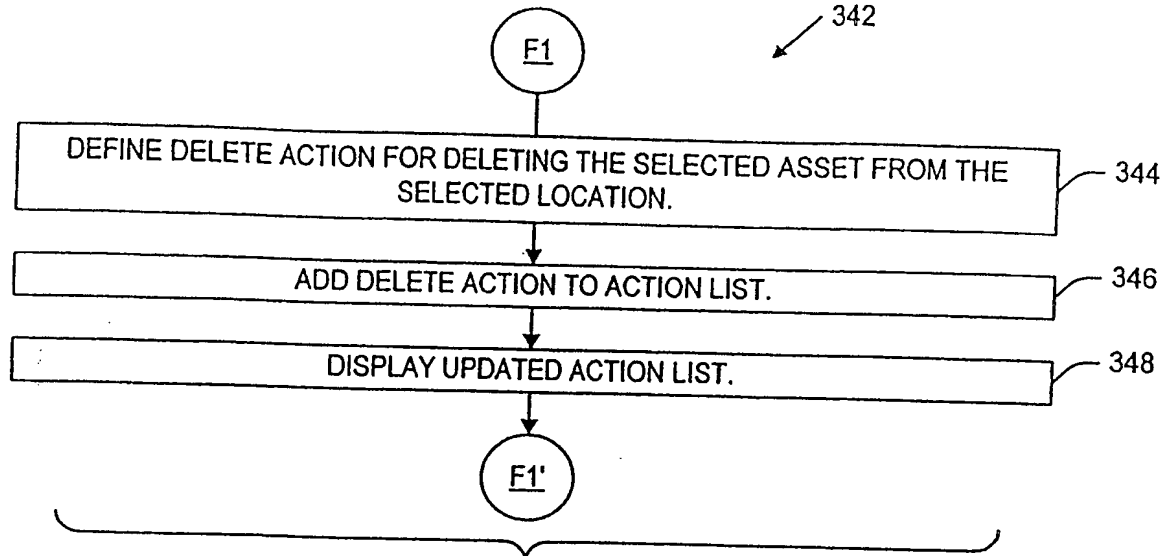 342
F1
DEFINE DELETE ACTION FOR DELETING THE SELECTED ASSET FROM THE
SELECTED LOCATION.
344
ADD DELETE ACTION TO ACTION LIST.
346
DISPLAY UPDATED ACTION LIST.
348
F1'